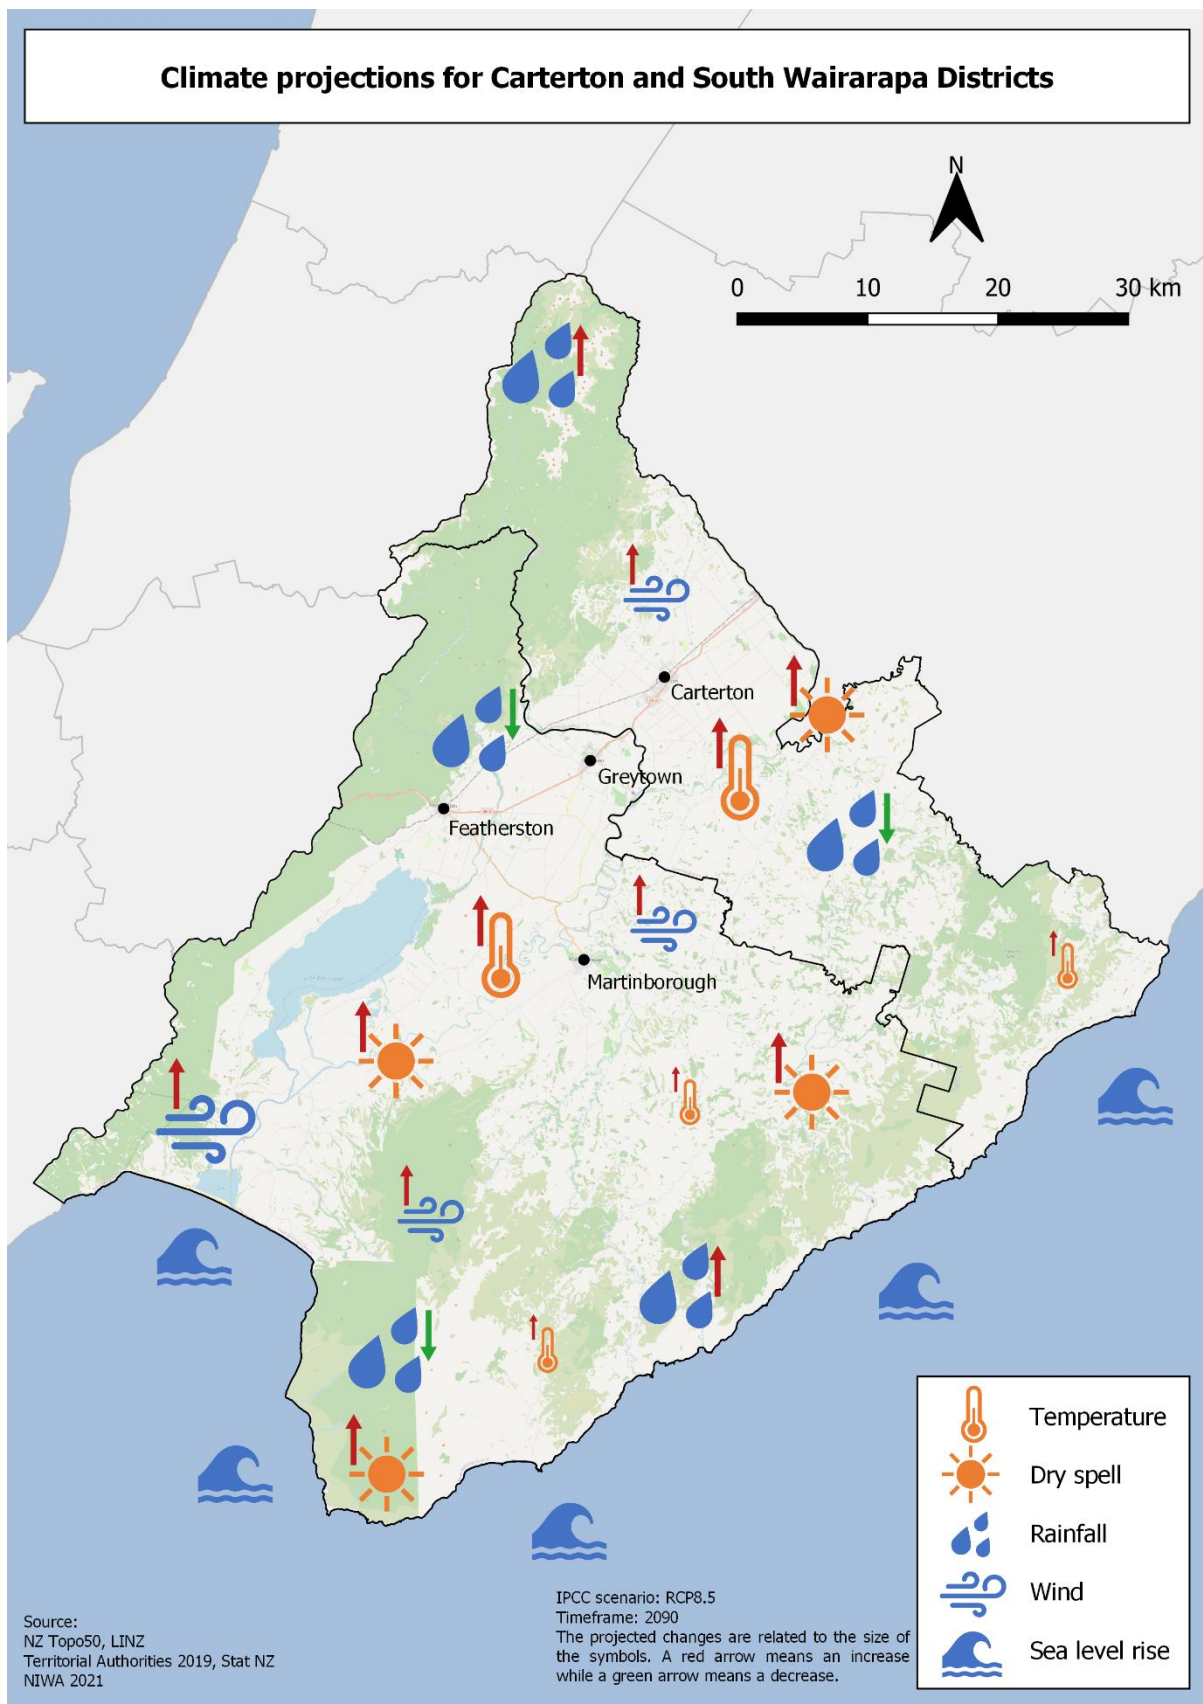 Climate projections for Carterton and South Wairarapa Districts
N
0 10 20 30 km
Carterton
Greytown
Featherston
Martinborough
Temperature
Dry spell
Rainfall
Wind
Sea level rise
IPCC scenario: RCP8.5
Timeframe: 2090
The projected changes are related to the size of
the symbols. A red arrow means an increase
while a green arrow means a decrease.
Source:
NZ Topo50, LINZ
Territorial Authorities 2019, Stat NZ
NIWA 2021